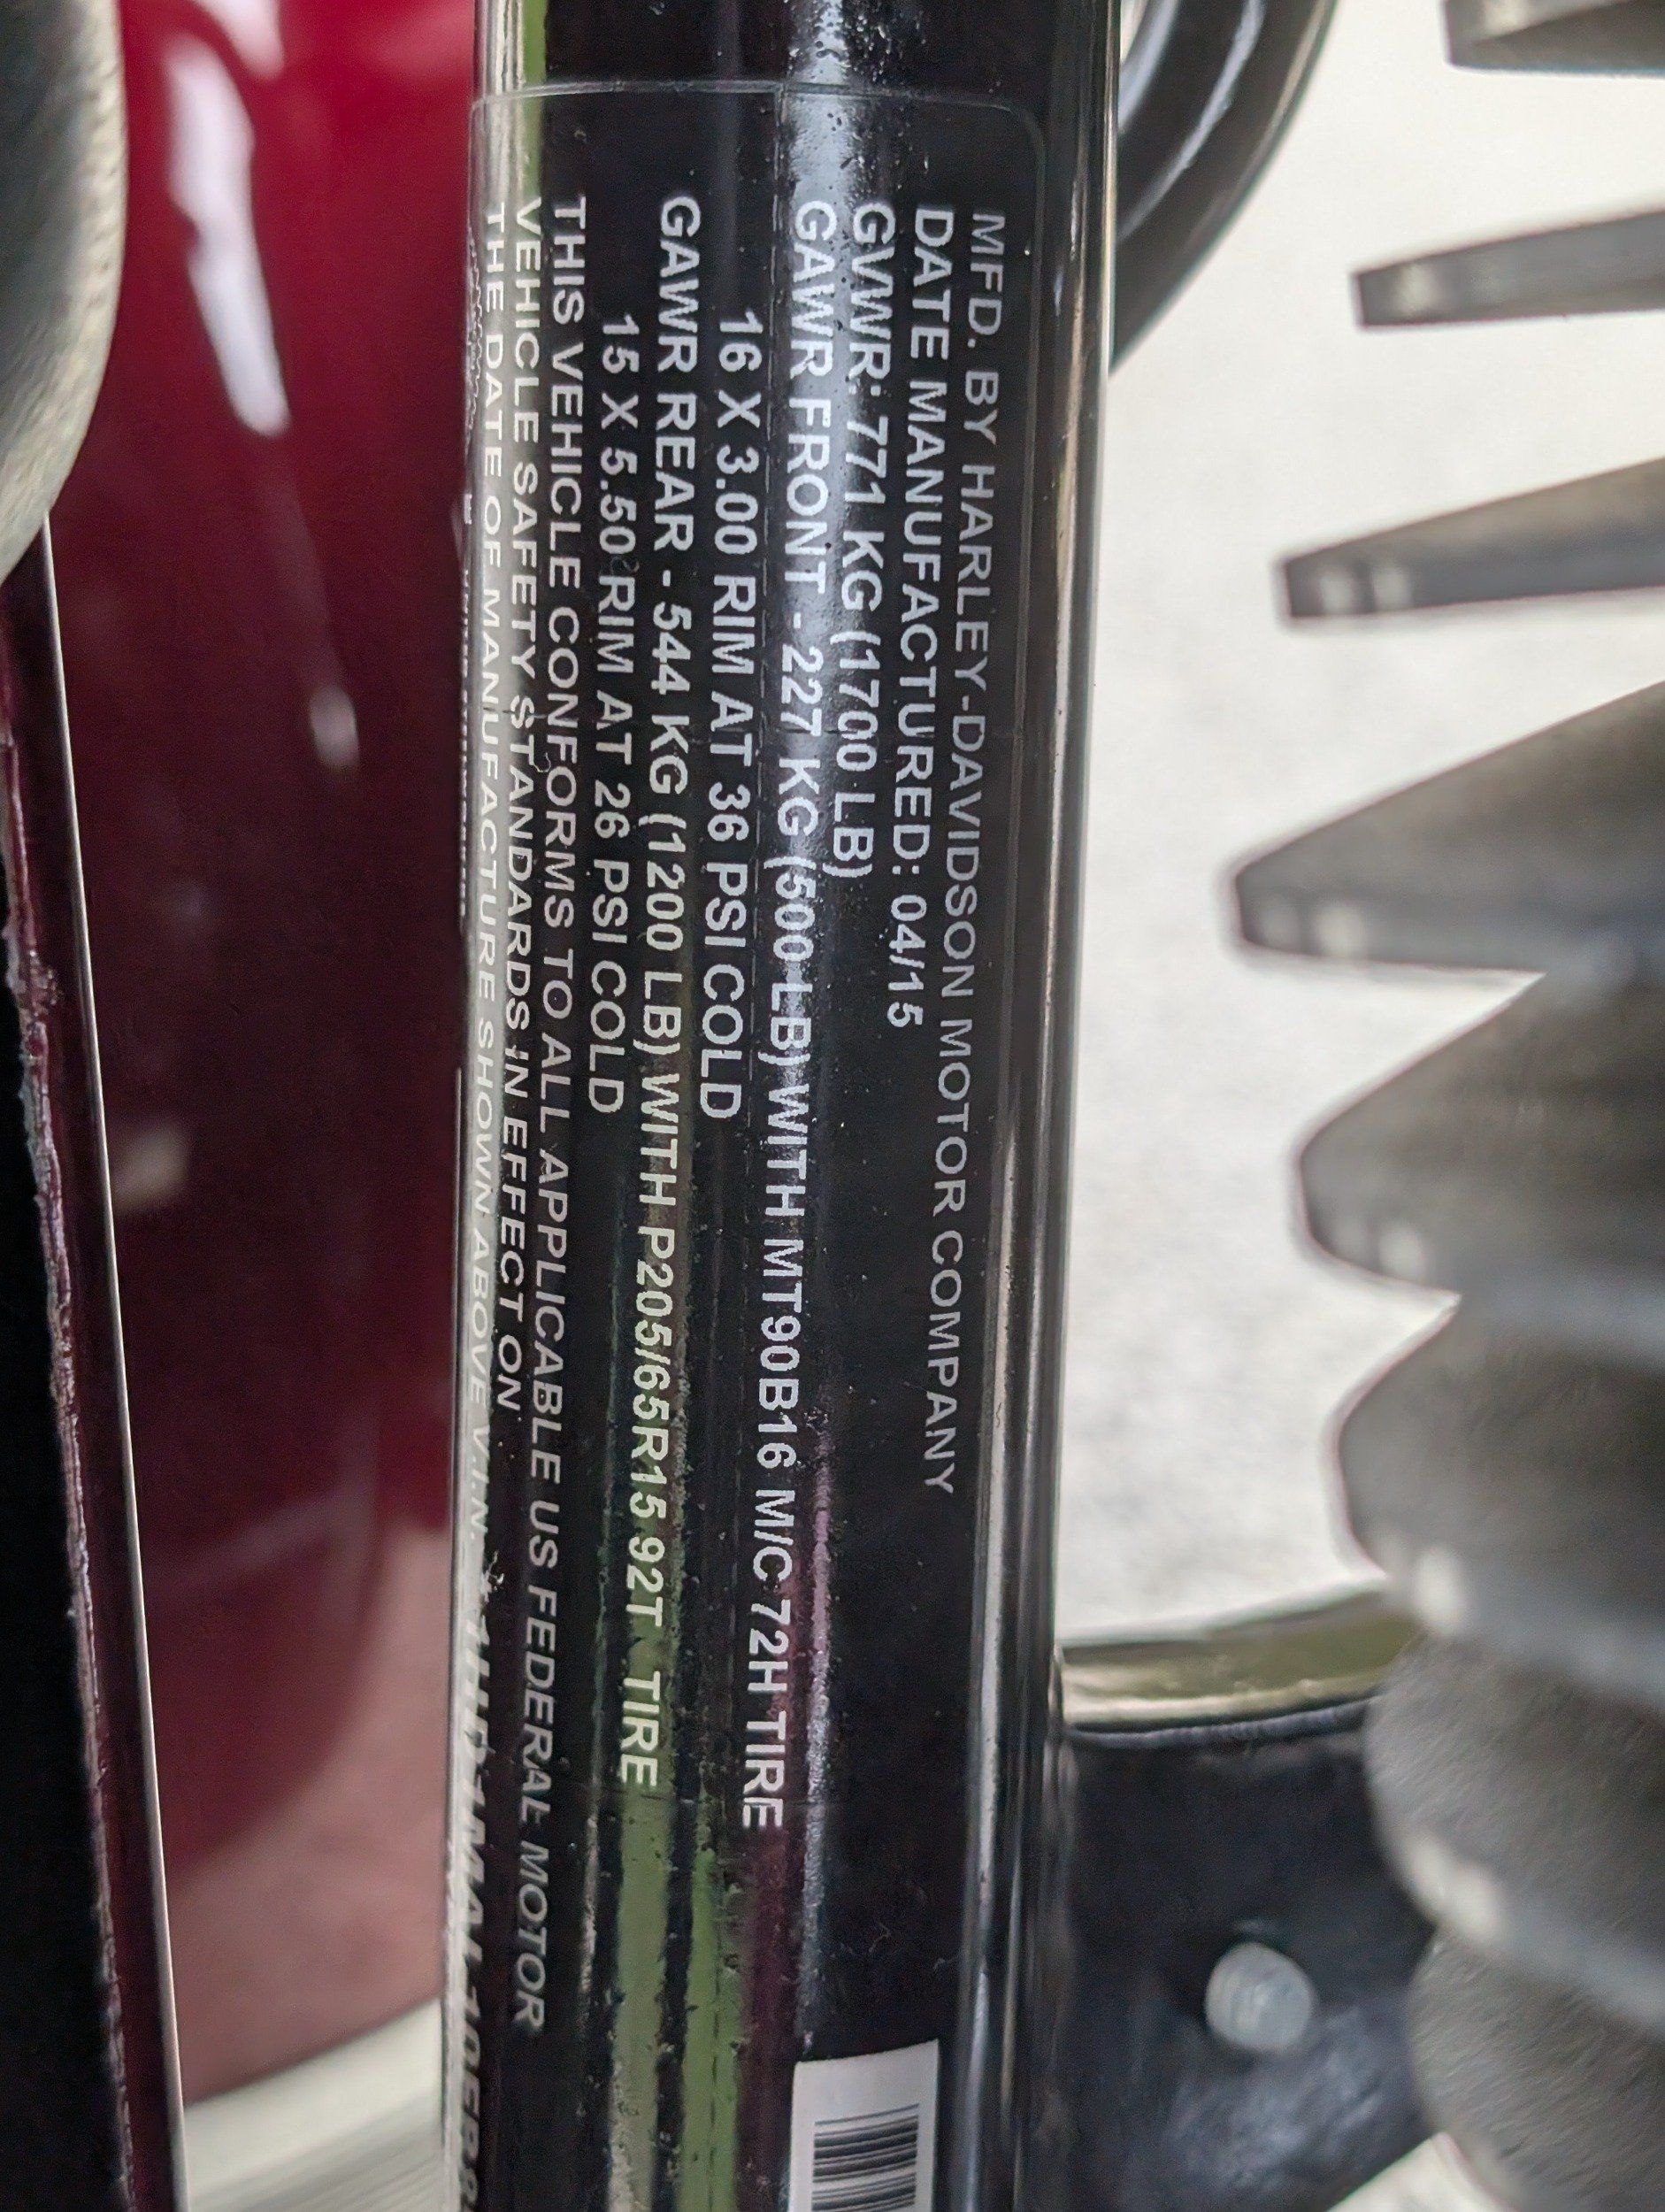 MFD. BY HARLEY-DAVIDSON MOTOR COMPANY
DATE MANUFACTURED: 04/15
GVWR: 771 KG (1700 LB)
GAWR FRONT - 227 KG (500 LB) WITH MT90B16 M/C 72H TIRE
16 X 3.00 RIM AT 36 PSI COLD
GAWR REAR - 544 KG (1200 LB) WITH P205/65R15 92T TIRE
15 X 5.50 RIM AT 26 PSI COLD
THIS VEHICLE CONFORMS TO ALL APPLICABLE US FEDERAL MOTOR
VEHICLE SAFETY STANDARDS IN EFFECT ON
THE DATE OF MANUFACTURE SHOWN ABOVE V.I.N.